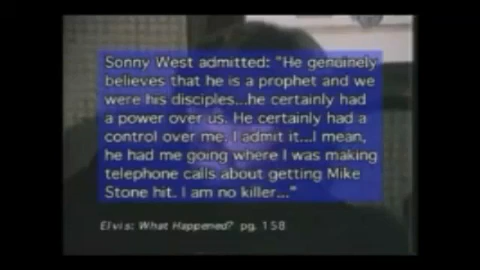 Sonny West admitted: "He genuinely
believes that he is a prophet and we
were his disciples...he certainly had
a power over us. He certainly had a
control over me. I admit it...I mean,
he had me going where I was making
telephone calls about getting Mike
Stone hit. I am no killer..."
Elvis: What Happened? pg. 158